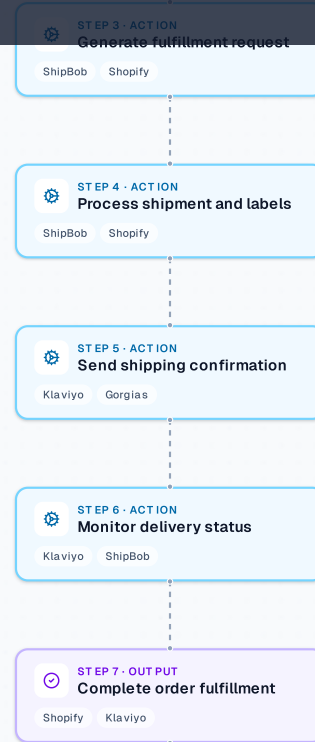 STEP 3 · ACTION
Generate fulfillment request
ShipBob Shopify
STEP 4 · ACTION
Process shipment and labels
ShipBob Shopify
STEP 5 · ACTION
Send shipping confirmation
Klaviyo Gorgias
STEP 6 · ACTION
Monitor delivery status
Klaviyo ShipBob
STEP 7 · OUTPUT
Complete order fulfillment
Shopify Klaviyo